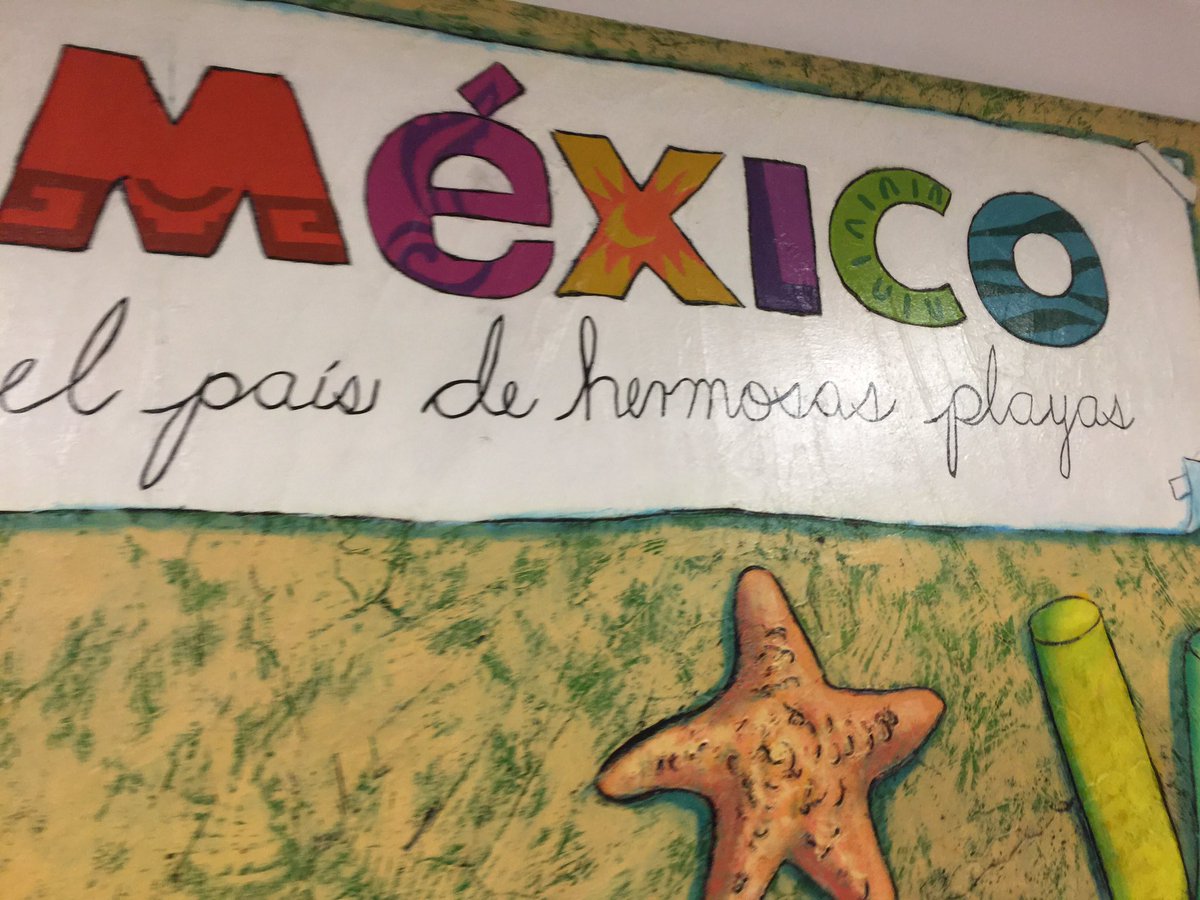 MéXICO
el país de hermosas playas